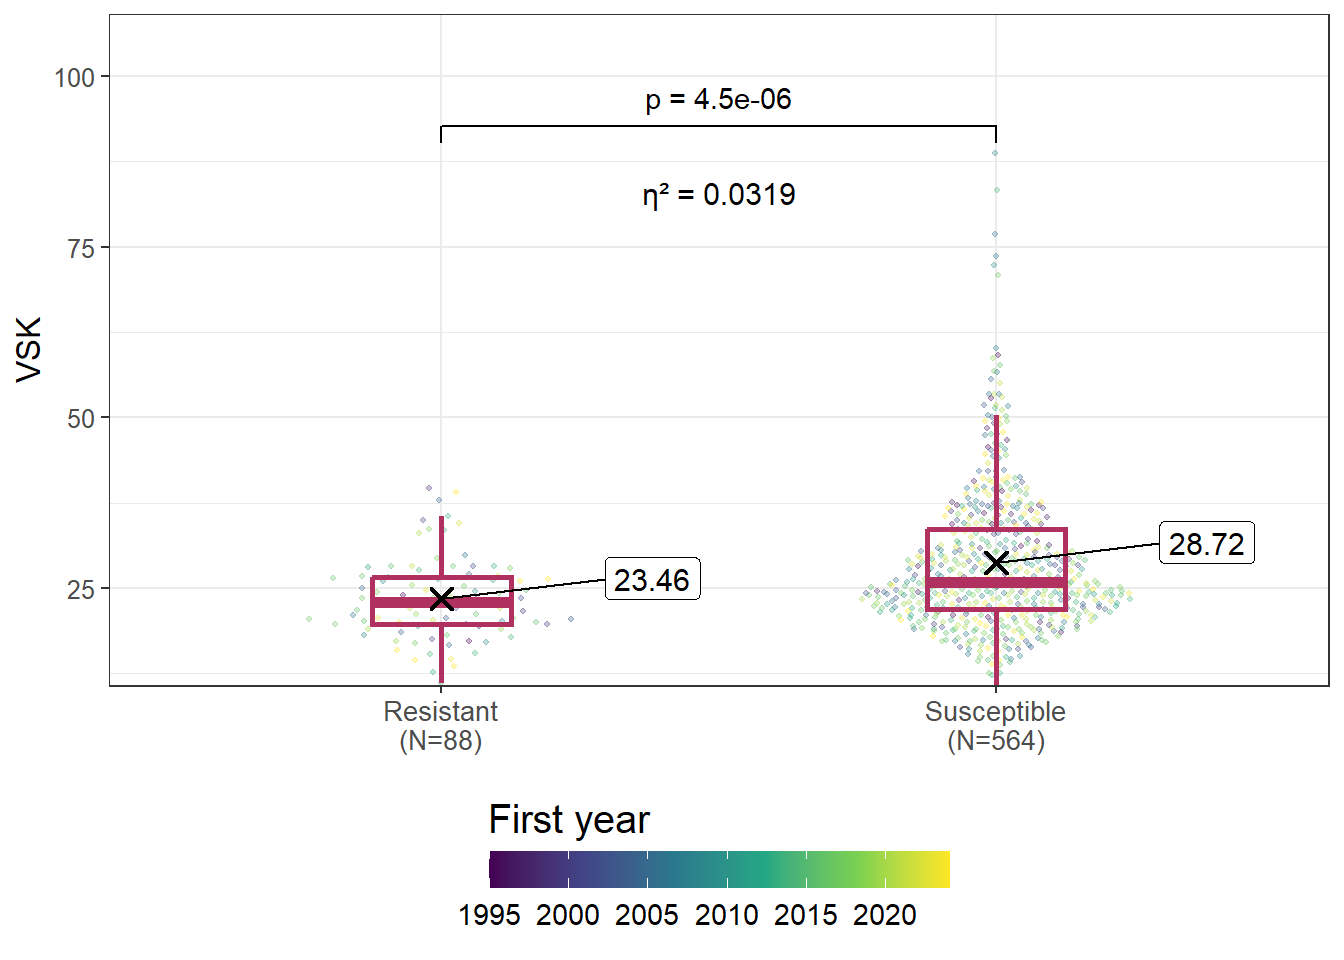 100
75
50
25
VSK
p = 4.5e-06
η² = 0.0319
23.46
28.72
Resistant
(N=88)
Susceptible
(N=564)
First year
1995 2000 2005 2010 2015 2020